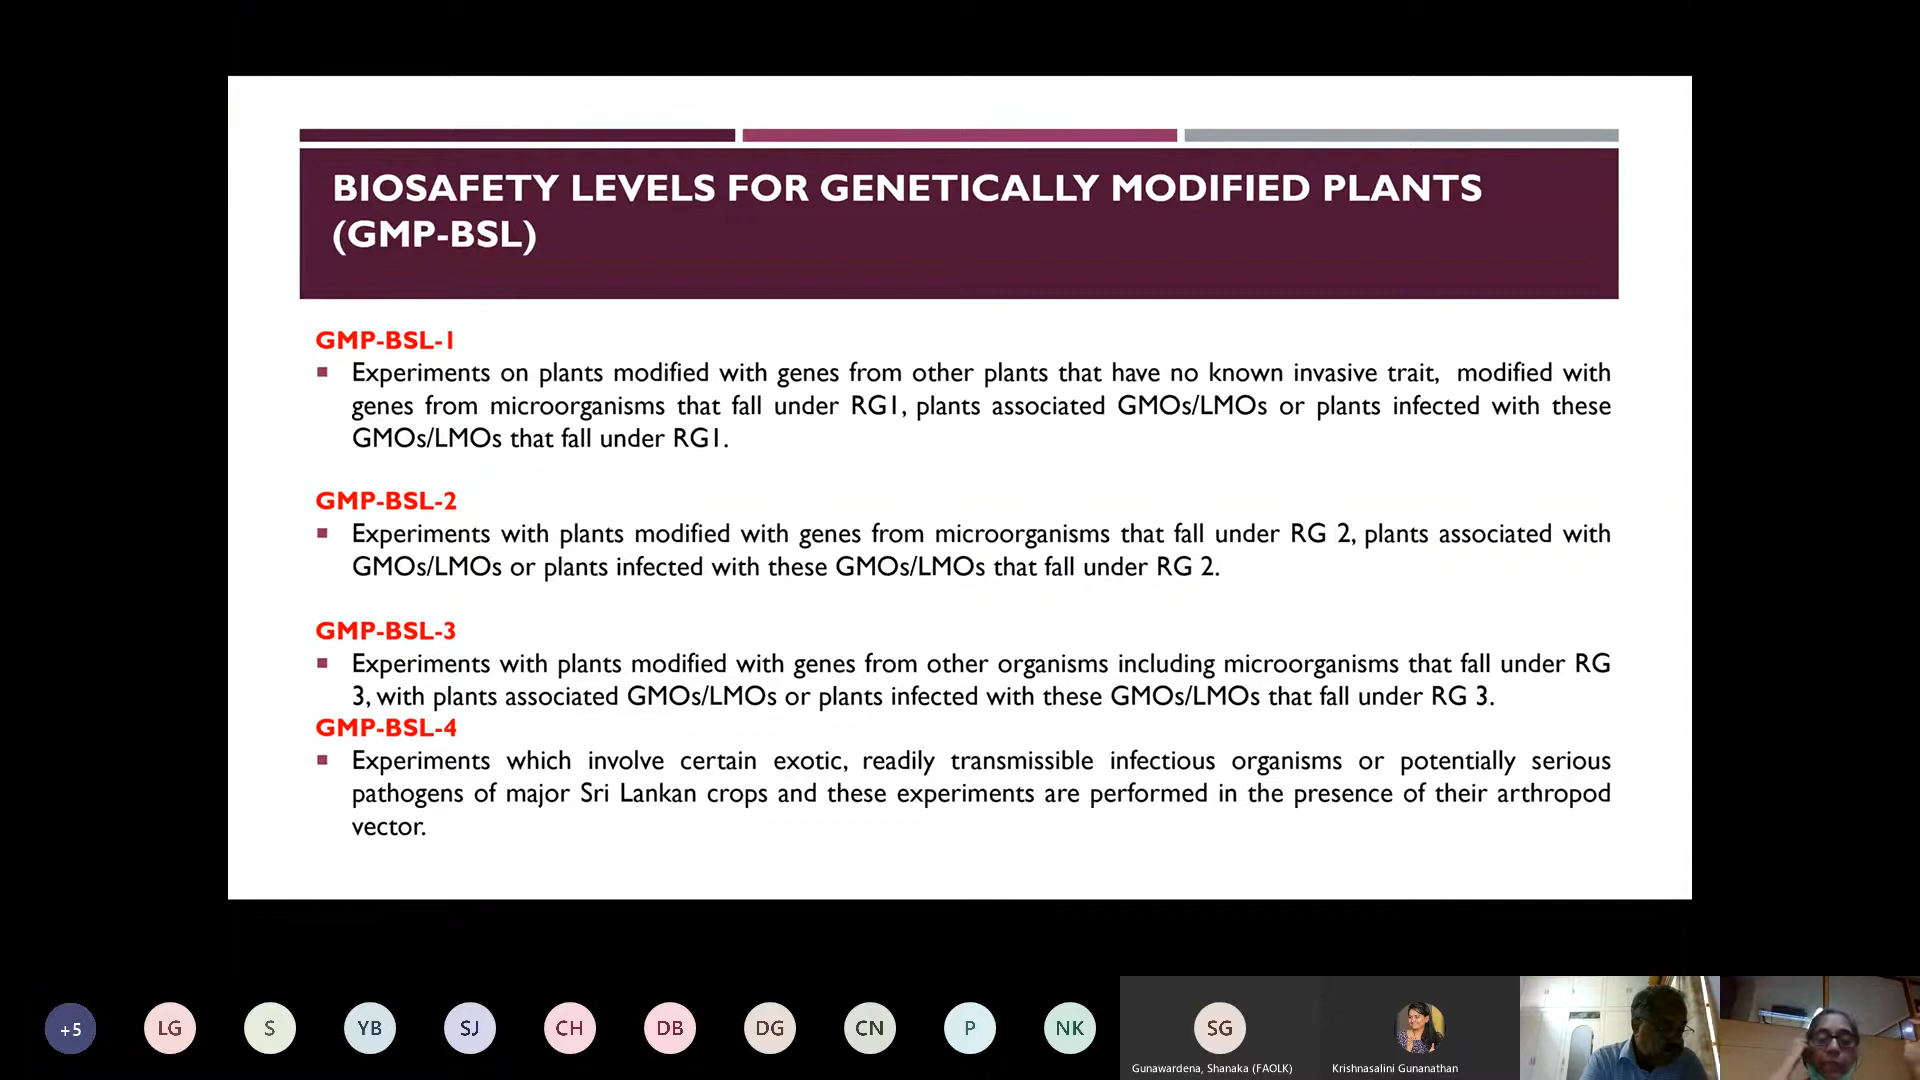 BIOSAFETY LEVELS FOR GENETICALLY MODIFIED PLANTS
(GMP-BSL)
GMP-BSL-1
Experiments on plants modified with genes from other plants that have no known invasive trait, modified with
genes from microorganisms that fall under RG1, plants associated GMOs/LMOs or plants infected with these
GMOs/LMOs that fall under RG1.
GMP-BSL-2
Experiments with plants modified with genes from microorganisms that fall under RG 2, plants associated with
GMOs/LMOs or plants infected with these GMOs/LMOs that fall under RG 2.
GMP-BSL-3
Experiments with plants modified with genes from other organisms including microorganisms that fall under RG
3, with plants associated GMOs/LMOs or plants infected with these GMOs/LMOs that fall under RG 3.
GMP-BSL-4
Experiments which involve certain exotic, readily transmissible infectious organisms or potentially serious
pathogens of major Sri Lankan crops and these experiments are performed in the presence of their arthropod
vector.
+5 LG S YB SJ CH DB DG CN P NK SG
Gunawardena, Shanaka (FAOLK) Krishnasalini Gunanathan